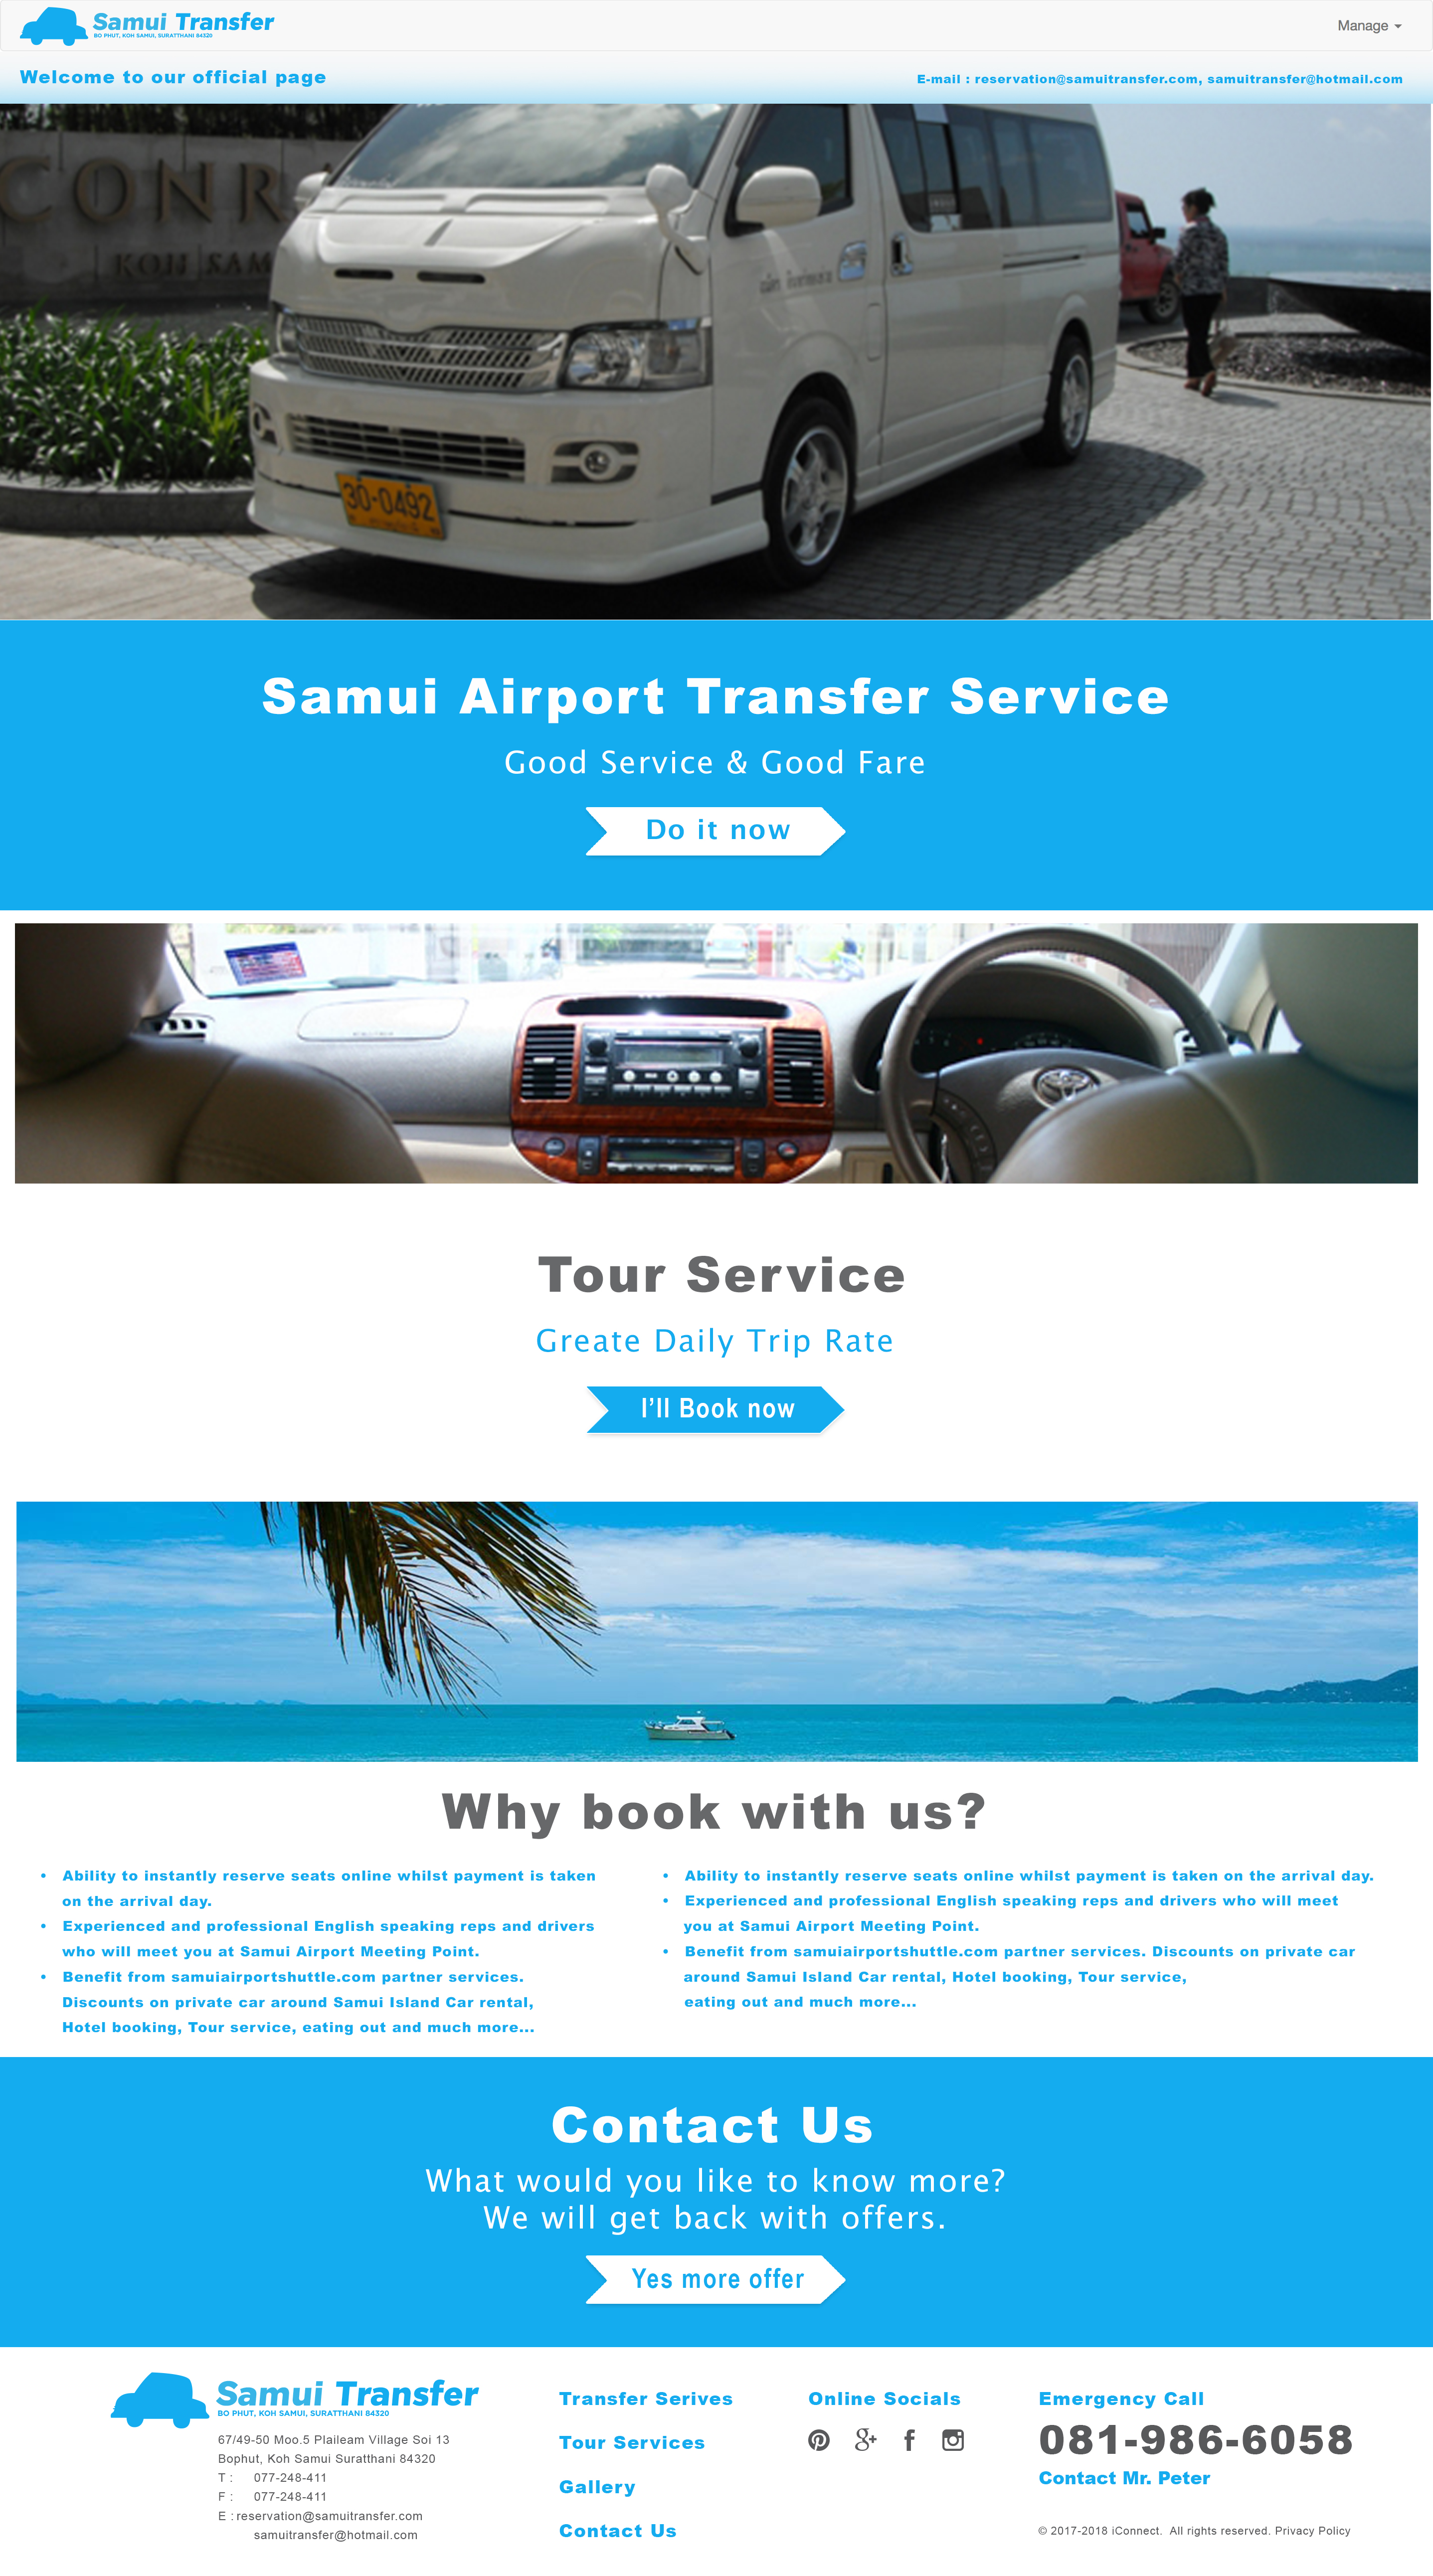 Samui Transfer
BO PHUT, KOH SAMUI, SURATTHANI 84320
Manage
Welcome to our official page
E-mail : reservation@samuitransfer.com, samuitransfer@hotmail.com
CONR
KOH SAM
30-0492
Samui Airport Transfer Service
Good Service & Good Fare
Do it now
Tour Service
Greate Daily Trip Rate
I'll Book now
Why book with us?
• Ability to instantly reserve seats online whilst payment is taken
on the arrival day.
• Experienced and professional English speaking reps and drivers
who will meet you at Samui Airport Meeting Point.
• Benefit from samuiairportshuttle.com partner services.
Discounts on private car around Samui Island Car rental,
Hotel booking, Tour service, eating out and much more...
• Ability to instantly reserve seats online whilst payment is taken on the arrival day.
• Experienced and professional English speaking reps and drivers who will meet
you at Samui Airport Meeting Point.
• Benefit from samuiairportshuttle.com partner services. Discounts on private car
around Samui Island Car rental, Hotel booking, Tour service,
eating out and much more...
Contact Us
What would you like to know more?
We will get back with offers.
Yes more offer
Samui Transfer
BO PHUT, KOH SAMUI, SURATTHANI 84320
67/49-50 Moo.5 Plaileam Village Soi 13
Bophut, Koh Samui Suratthani 84320
T : 077-248-411
F : 077-248-411
E : reservation@samuitransfer.com
samuitransfer@hotmail.com
Transfer Serives
Tour Services
Gallery
Contact Us
Online Socials
Emergency Call
081-986-6058
Contact Mr. Peter
© 2017-2018 iConnect. All rights reserved. Privacy Policy